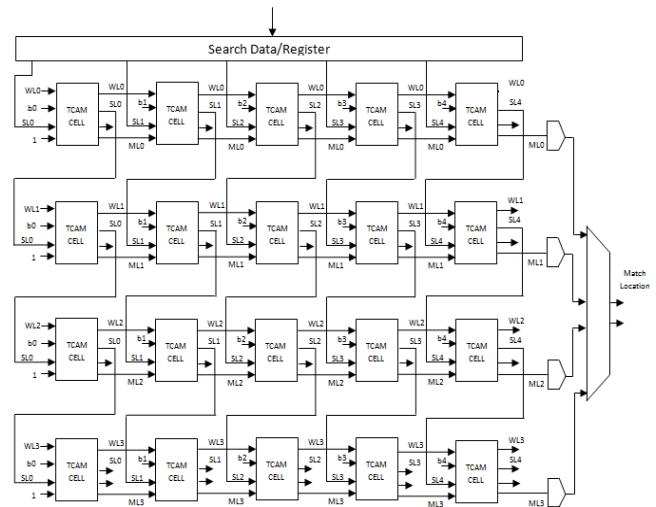 Search Data/Register
WL0 WL0 WL0 WL0 WL0 WL0
SL0 SL1 SL2 SL3 SL4
b0 b1 b2 b3 b4
TCAM TCAM TCAM TCAM TCAM
CELL CELL CELL CELL CELL
SL0 SL1 SL2 SL3 SL4
1
ML0 ML0 ML0 ML0 ML0
WL1 WL1 WL1 WL1 WL1 WL1
SL0 SL1 SL2 SL3 SL4
b0 b1 b2 b3 b4
TCAM TCAM TCAM TCAM TCAM
CELL CELL CELL CELL CELL
SL0 SL1 SL2 SL3 SL4
1
ML1 ML1 ML1 ML1 ML1
Match
Location
WL2 WL2 WL2 WL2 WL2 WL2
SL0 SL1 SL2 SL3 SL4
b0 b1 b2 b3 b4
TCAM TCAM TCAM TCAM TCAM
CELL CELL CELL CELL CELL
SL0 SL1 SL2 SL3 SL4
1
ML2 ML2 ML2 ML2 ML2
WL3 WL3 WL3 WL3 WL3 WL3
SL0 SL1 SL2 SL3 SL4
b0 b1 b2 b3 b4
TCAM TCAM TCAM TCAM TCAM
CELL CELL CELL CELL CELL
SL0 SL1 SL2 SL3 SL4
1
ML3 ML3 ML3 ML3 ML3